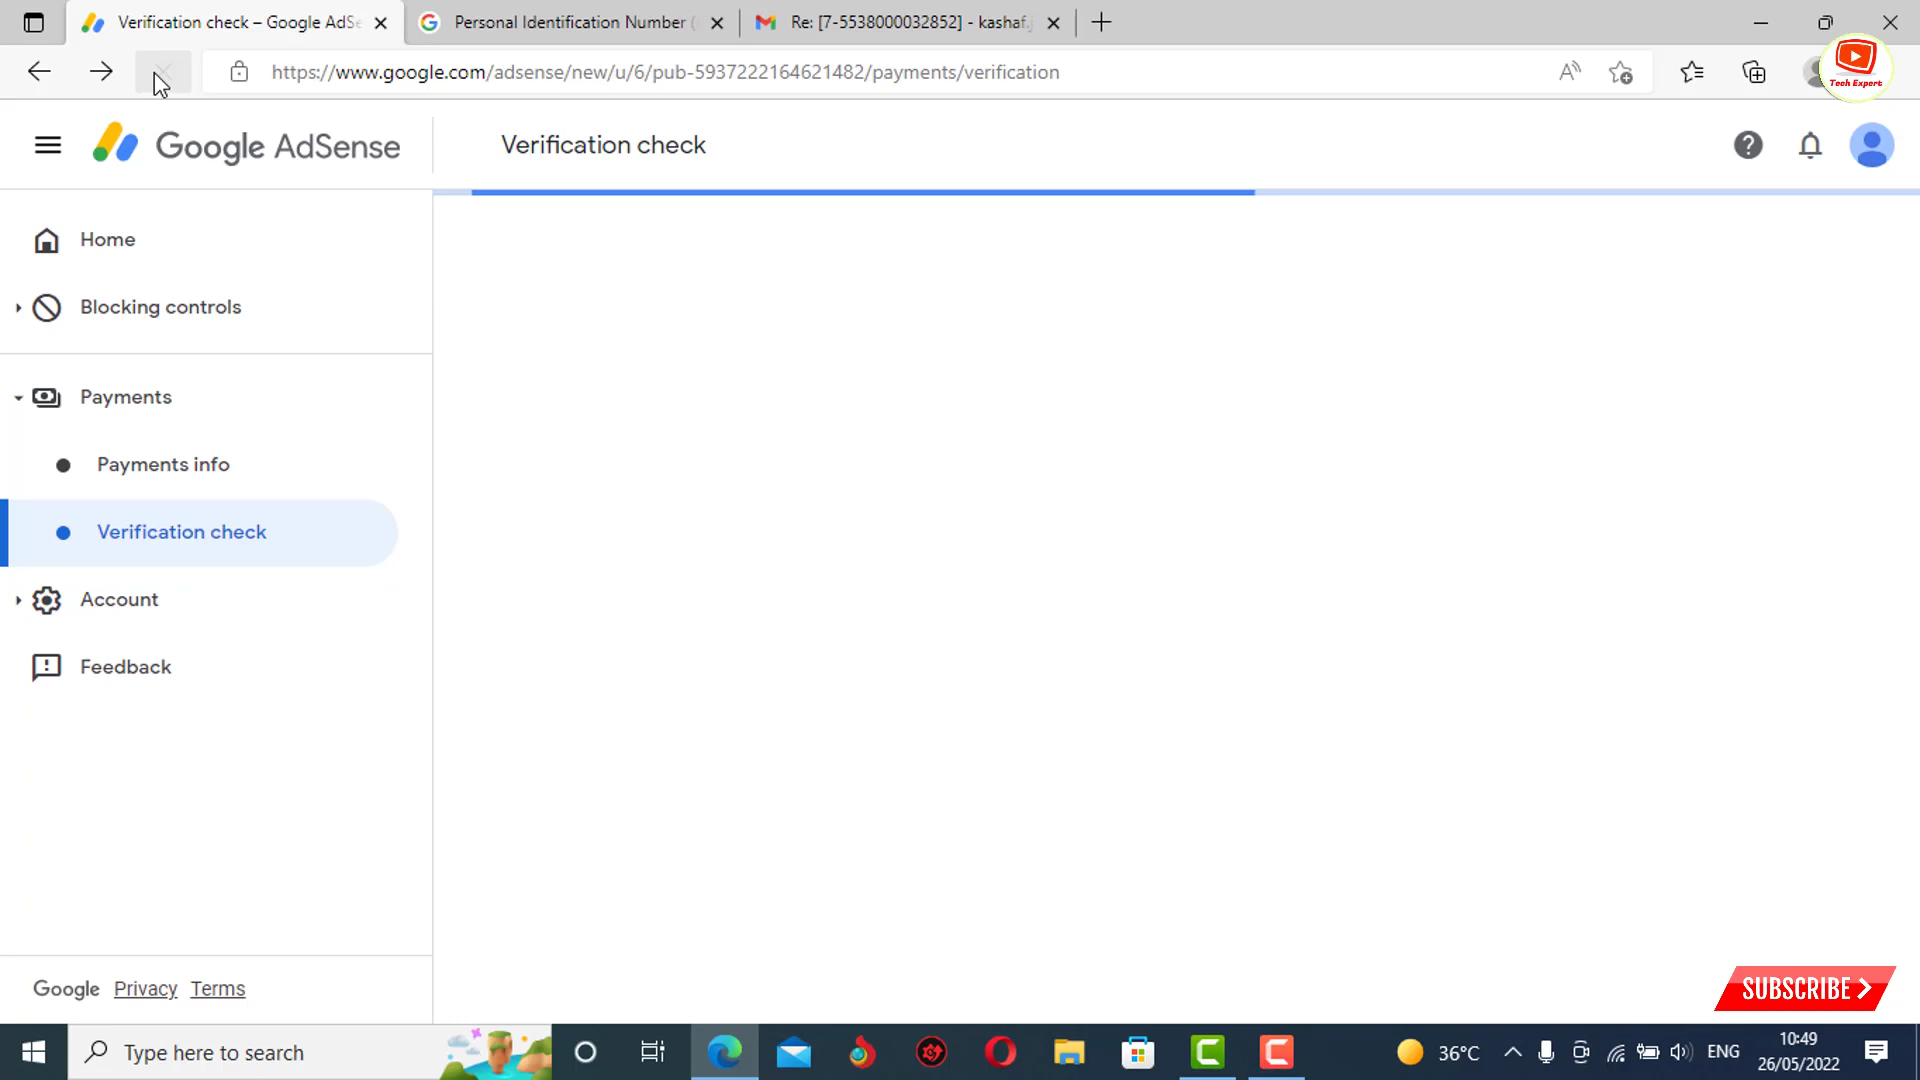 Verification check – Google AdSe
Personal Identification Number (
Re: [7-5538000032852] - kashaf.j
https://www.google.com/adsense/new/u/6/pub-5937222164621482/payments/verification
Tech Expert
Google AdSense
Verification check
Home
Blocking controls
Payments
Payments info
Verification check
Account
Feedback
Google Privacy Terms
SUBSCRIBE
Type here to search
36°C
ENG
10:49
26/05/2022